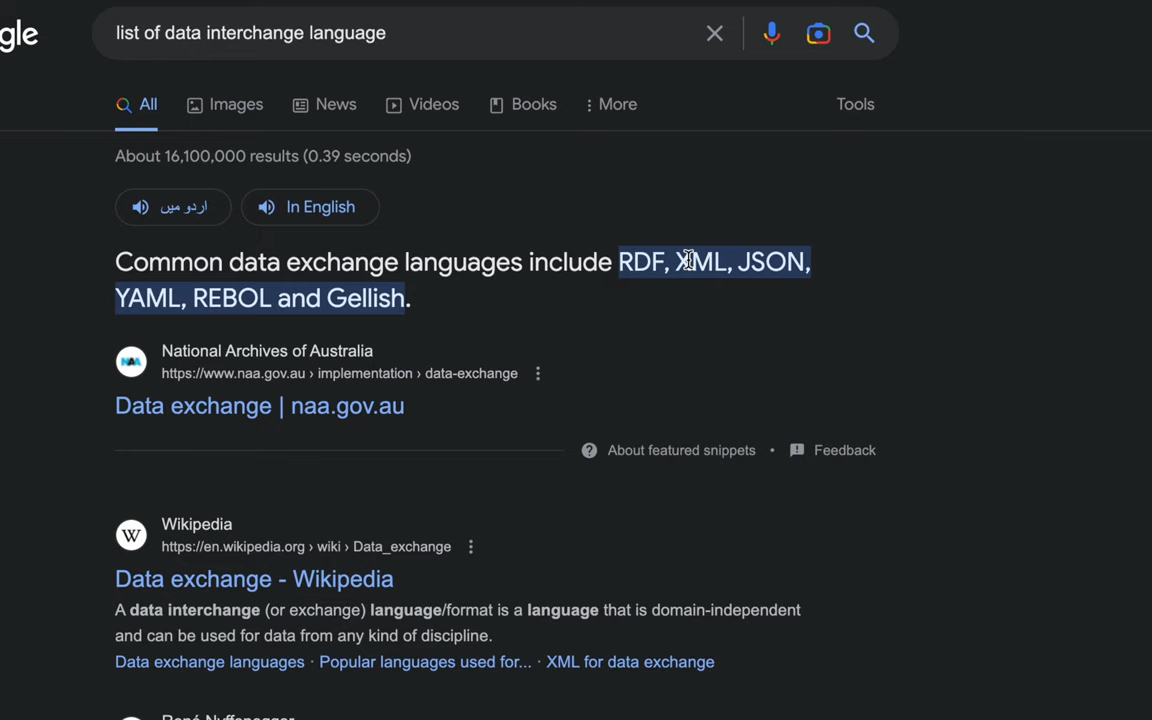 gle
list of data interchange language
All Images News Videos Books More Tools
About 16,100,000 results (0.39 seconds)
اردو میں In English
Common data exchange languages include RDF, XML, JSON,
YAML, REBOL and Gellish.
National Archives of Australia
https://www.naa.gov.au › implementation › data-exchange
Data exchange | naa.gov.au
About featured snippets • Feedback
Wikipedia
https://en.wikipedia.org › wiki › Data_exchange
Data exchange - Wikipedia
A data interchange (or exchange) language/format is a language that is domain-independent
and can be used for data from any kind of discipline.
Data exchange languages · Popular languages used for... · XML for data exchange